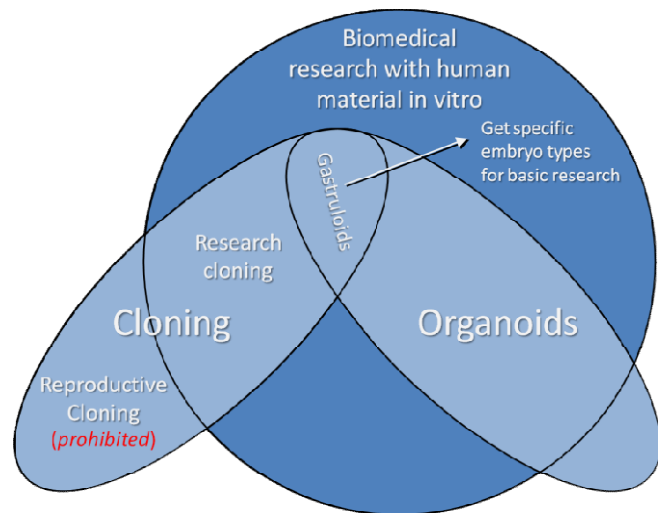 Biomedical
research with human
material in vitro
Get specific
embryo types
for basic research
Gastruloids
Research
cloning
Cloning
Organoids
Reproductive
Cloning
(prohibited)